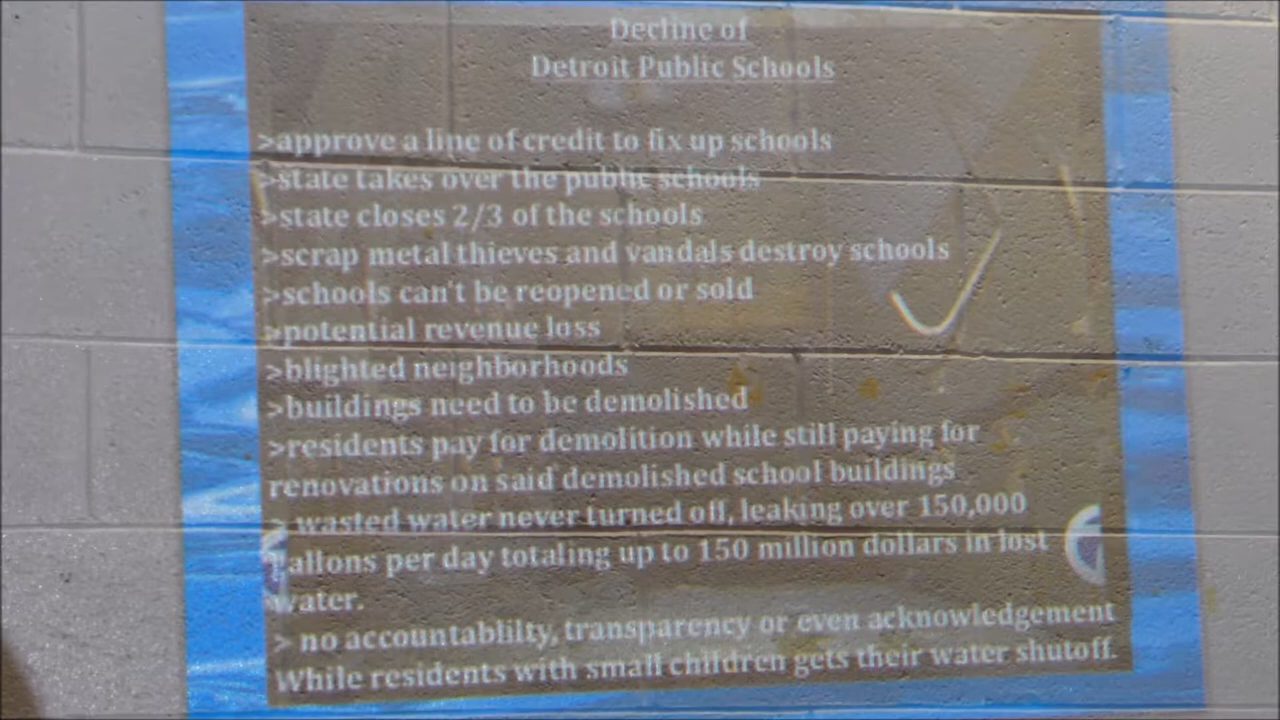 Decline of
Detroit Public Schools
>approve a line of credit to fix up schools
>state takes over the public schools
>state closes 2/3 of the schools
>scrap metal thieves and vandals destroy schools
>schools can't be reopened or sold
>potential revenue loss
>blighted neighborhoods
>buildings need to be demolished
>residents pay for demolition while still paying for
renovations on said demolished school buildings
> wasted water never turned off, leaking over 150,000
gallons per day totaling up to 150 million dollars in lost
water.
> no accountablilty, transparency or even acknowledgement
While residents with small children gets their water shutoff.